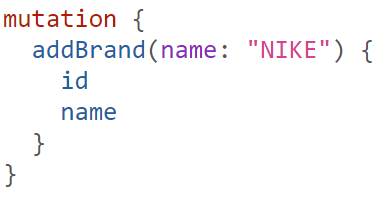 mutation {
  addBrand(name: "NIKE") {
    id
    name
  }
}